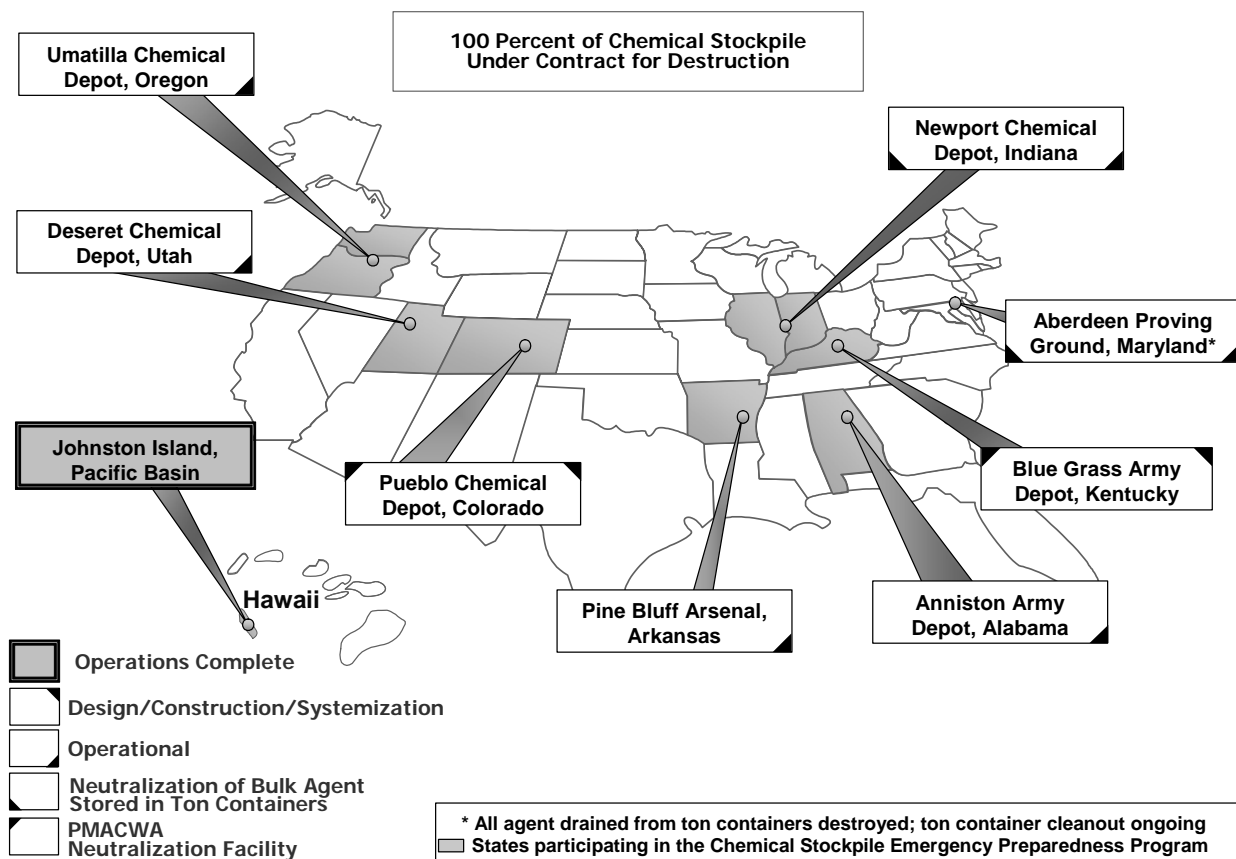 100 Percent of Chemical Stockpile
Under Contract for Destruction
Umatilla Chemical
Depot, Oregon
Newport Chemical
Depot, Indiana
Deseret Chemical
Depot, Utah
Aberdeen Proving
Ground, Maryland*
Johnston Island,
Pacific Basin
Pueblo Chemical
Depot, Colorado
Blue Grass Army
Depot, Kentucky
Pine Bluff Arsenal,
Arkansas
Anniston Army
Depot, Alabama
Hawaii
Operations Complete
Design/Construction/Systemization
Operational
Neutralization of Bulk Agent
Stored in Ton Containers
PMACWA
Neutralization Facility
* All agent drained from ton containers destroyed; ton container cleanout ongoing
States participating in the Chemical Stockpile Emergency Preparedness Program